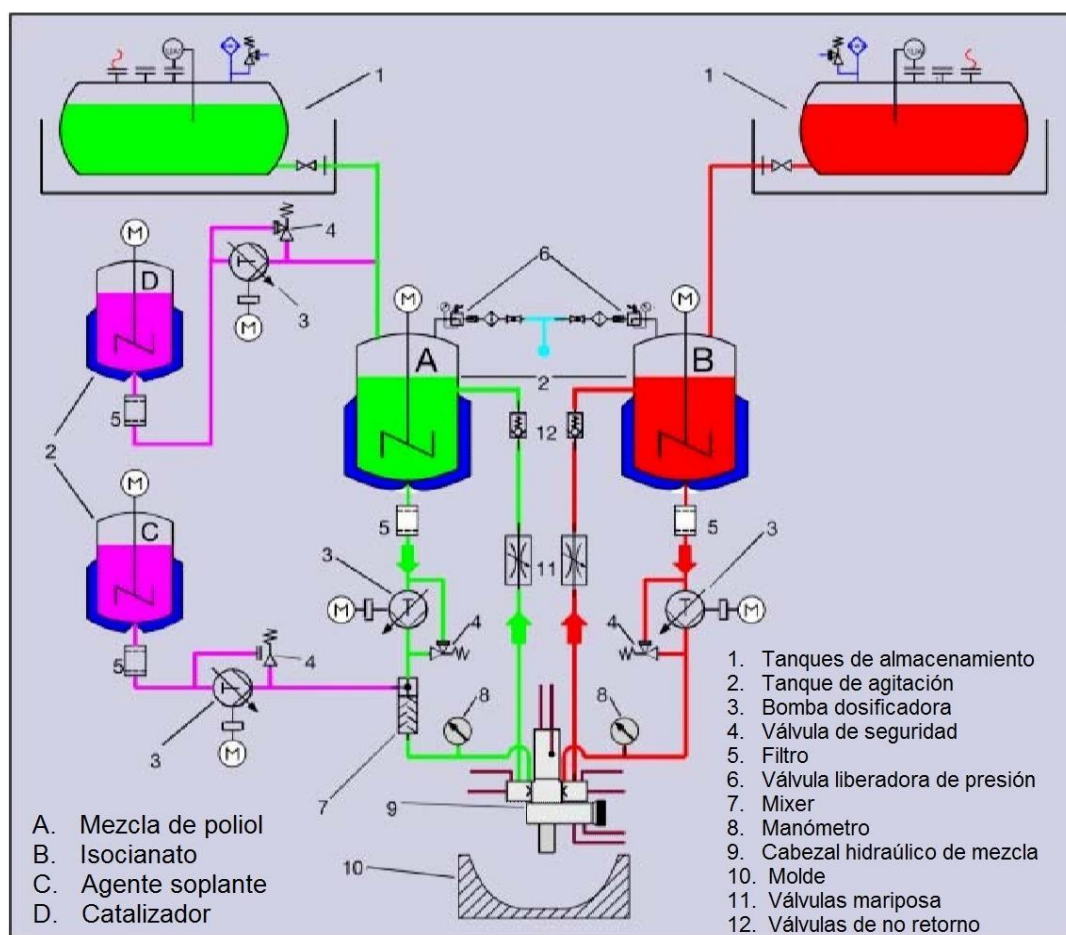 1
1
M
4
D
6
3
M
M
M
A
B
5
2
2
12
M
C
5
5
3
3
11
M
M
4
4
5
4
8
8
M
3
7
9
10
1. Tanques de almacenamiento
2. Tanque de agitación
3. Bomba dosificadora
4. Válvula de seguridad
5. Filtro
6. Válvula liberadora de presión
7. Mixer
8. Manómetro
9. Cabezal hidraúlico de mezcla
10. Molde
11. Válvulas mariposa
12. Válvulas de no retorno
A. Mezcla de poliol
B. Isocianato
C. Agente soplante
D. Catalizador